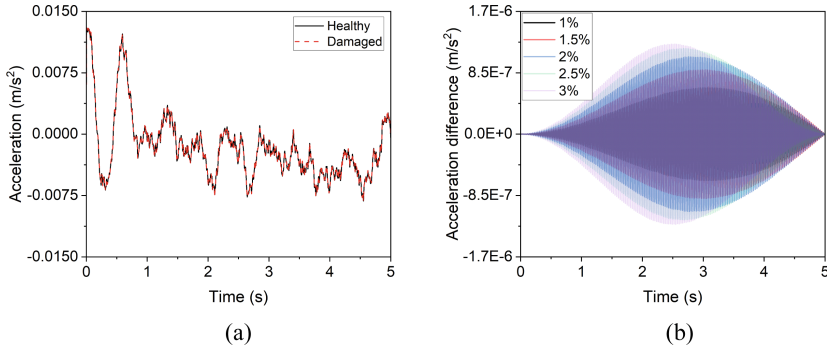 0.0150
0.0075
0.0000
-0.0075
-0.0150
Acceleration (m/s²)
Healthy
Damaged
0 1 2 3 4 5
Time (s)
(a)
1.7E-6
8.5E-7
0.0E+0
-8.5E-7
-1.7E-6
Acceleration difference (m/s²)
1%
1.5%
2%
2.5%
3%
0 1 2 3 4 5
Time (s)
(b)